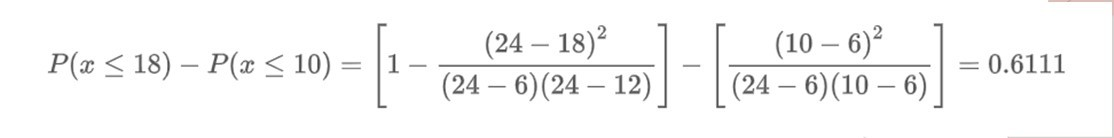 P(x ≤ 18) − P(x ≤ 10) = [1 − (24 − 18)² / (24 − 6)(24 − 12)] − [(10 − 6)² / (24 − 6)(10 − 6)] = 0.6111